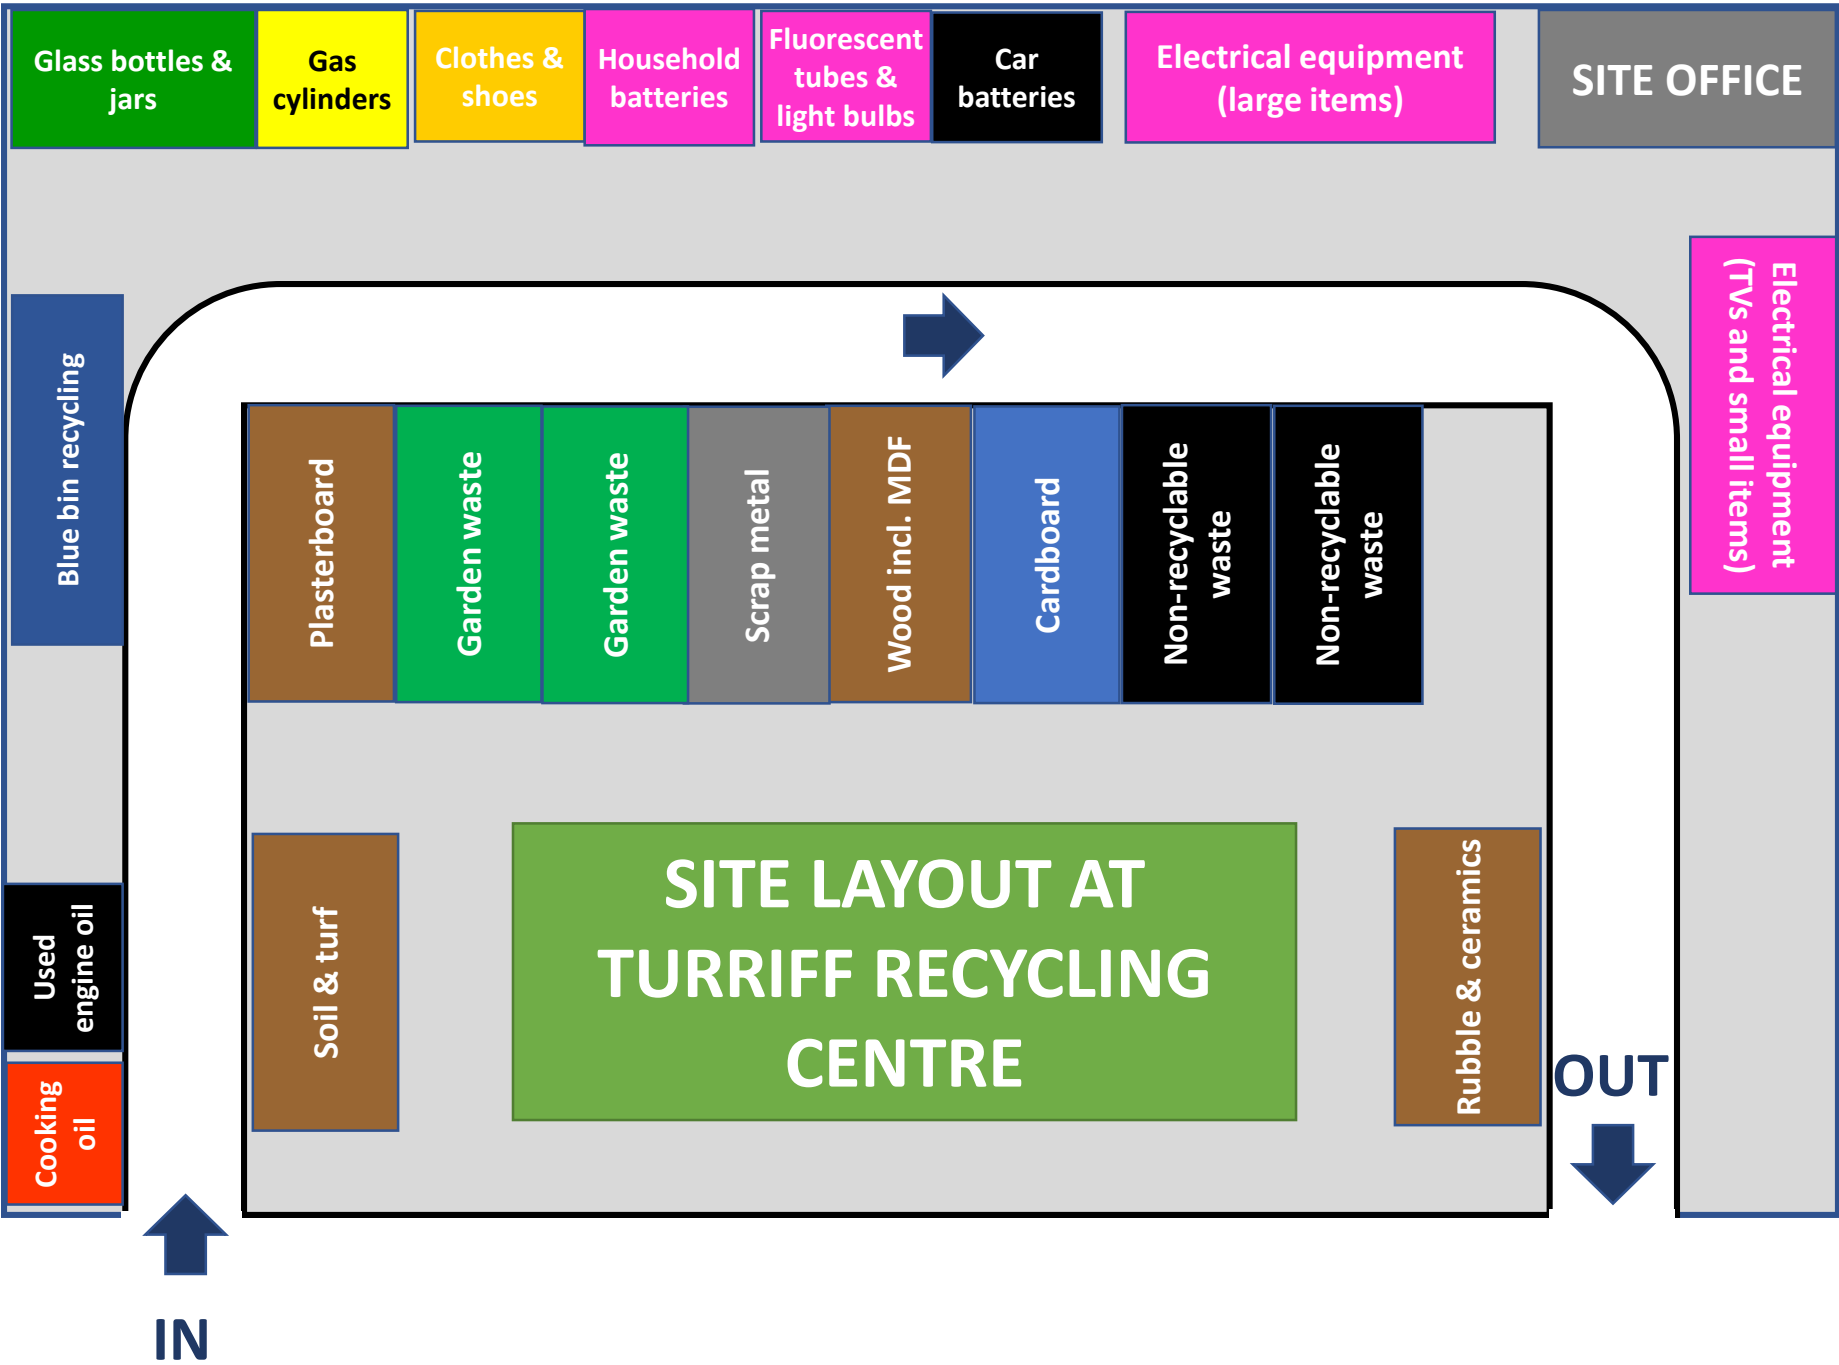 Glass bottles &
jars
Gas
cylinders
Clothes &
shoes
Household
batteries
Fluorescent
tubes &
light bulbs
Car
batteries
Electrical equipment
(large items)
SITE OFFICE
Blue bin recycling
Electrical equipment
(TVs and small items)
Plasterboard
Garden waste
Garden waste
Scrap metal
Wood incl. MDF
Cardboard
Non-recyclable
waste
Non-recyclable
waste
Used
engine oil
Cooking
oil
Soil & turf
SITE LAYOUT AT
TURRIFF RECYCLING
CENTRE
Rubble & ceramics
OUT
IN